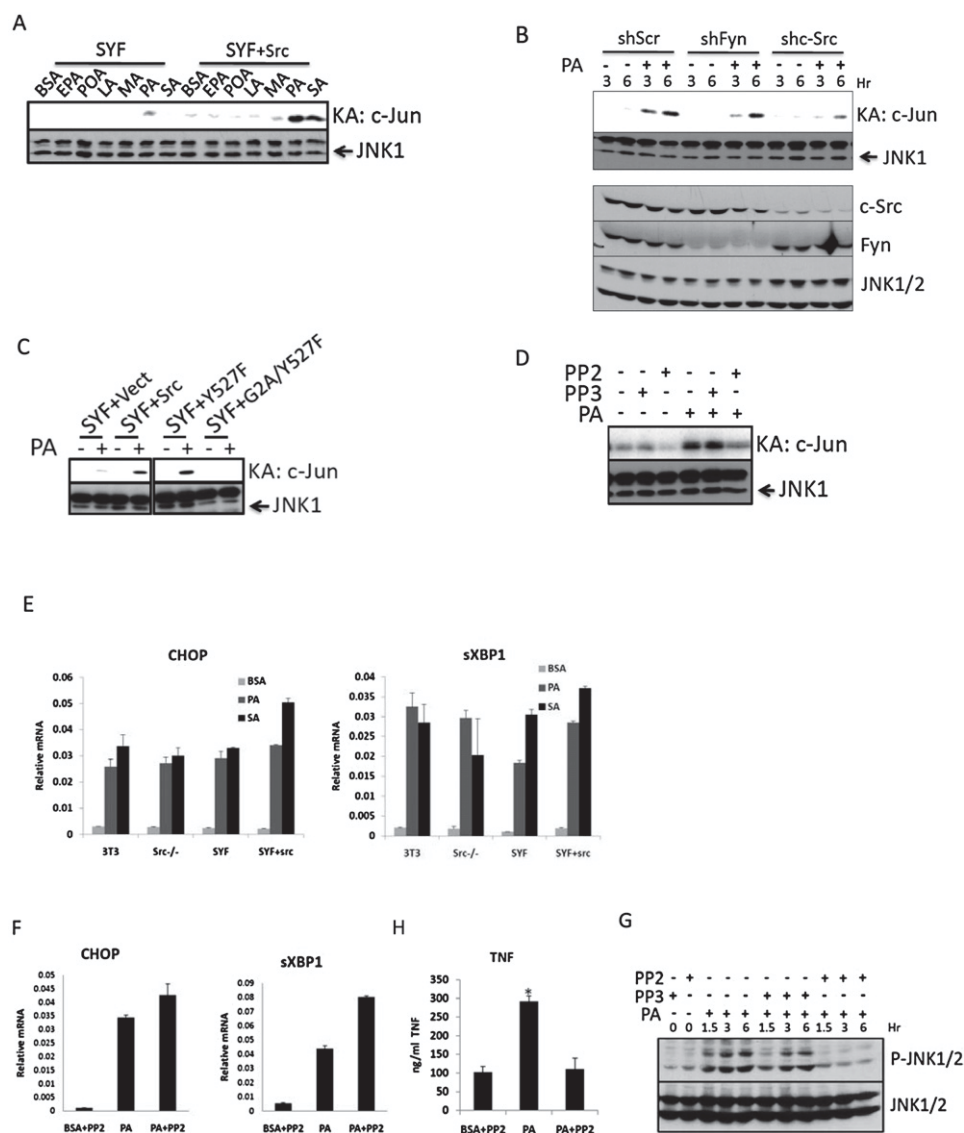 A
SYF SYF+Src
BSA EPA POA LA MA PA SA BSA EPA POA LA MA PA SA
KA: c-Jun
JNK1
B
shScr shFyn shc-Src
PA - - + + - - + + - - + +
3 6 3 6 3 6 3 6 3 6 3 6 Hr
KA: c-Jun
JNK1
c-Src
Fyn
JNK1/2
C
SYF+Vect SYF+Src SYF+Y527F SYF+G2A/Y527F
PA - + - + - + - +
KA: c-Jun
JNK1
D
PP2 - - + - - +
PP3 - + - - + -
PA - - - + + +
KA: c-Jun
JNK1
E
CHOP
Relative mRNA
0.06
0.05
0.04
0.03
0.02
0.01
0
BSA
PA
SA
3T3 Src-/- SYF SYF+src
sXBP1
Relative mRNA
0.04
0.035
0.03
0.025
0.02
0.015
0.01
0.005
0
BSA
PA
SA
3T3 Src-/- SYF SYF+src
F
CHOP
Relative mRNA
0.05
0.045
0.04
0.035
0.03
0.025
0.02
0.015
0.01
0.005
0
BSA+PP2 PA PA+PP2
sXBP1
Relative mRNA
0.09
0.08
0.07
0.06
0.05
0.04
0.03
0.02
0.01
0
BSA+PP2 PA PA+PP2
H
TNF
ng/ml TNF
350
300
250
200
150
100
50
0
*
BSA+PP2 PA PA+PP2
G
PP2 - + - - - - - - + + +
PP3 + - - - - + + + - - -
PA - - + + + + + + + + +
0 0 1.5 3 6 1.5 3 6 1.5 3 6 Hr
P-JNK1/2
JNK1/2